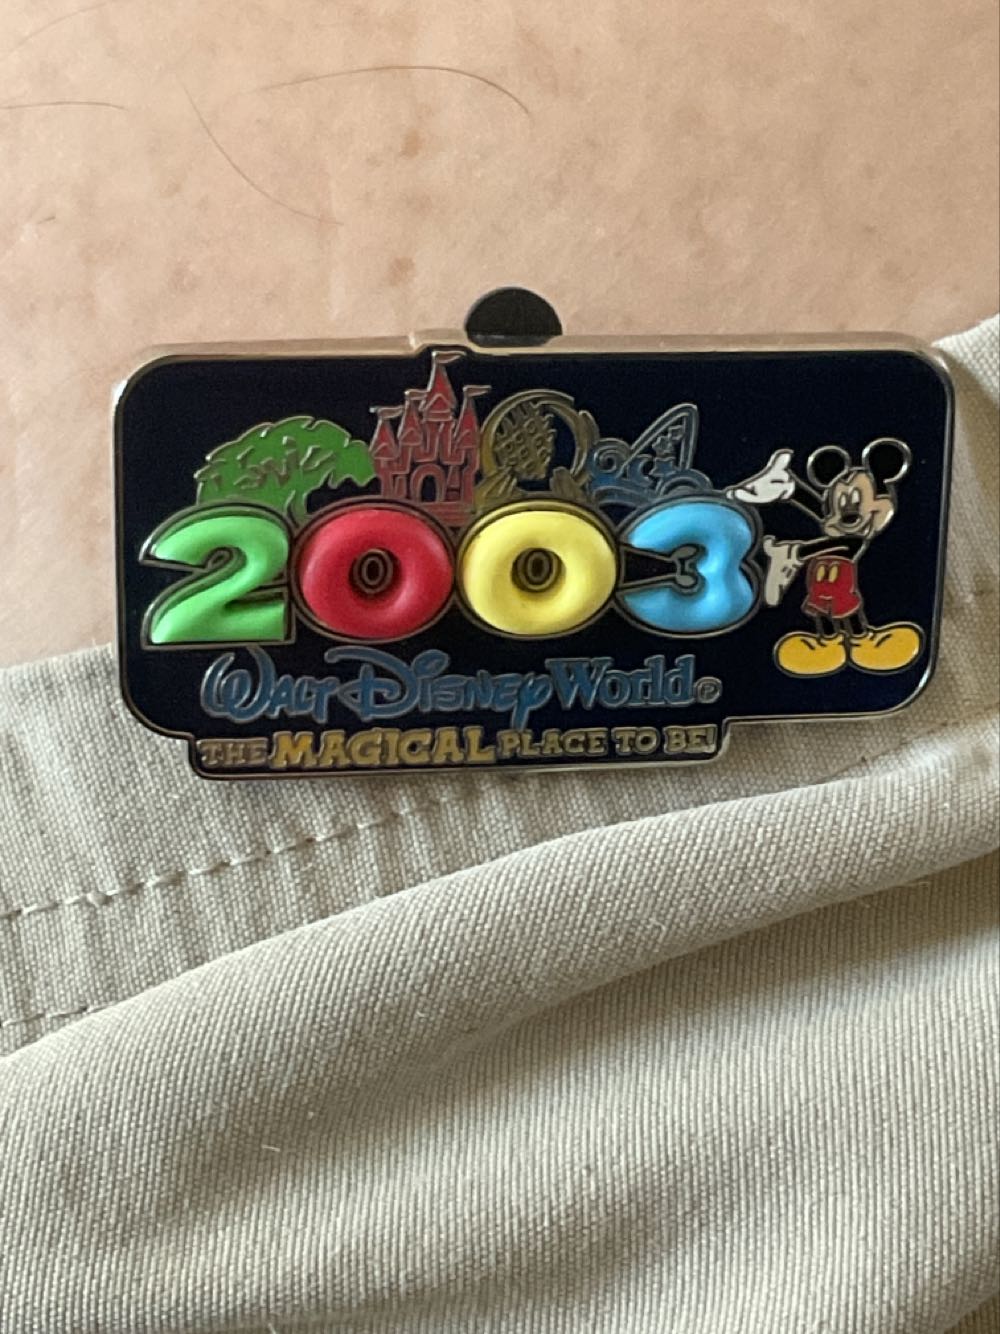 2003
WALT DISNEY World®
THE MAGICAL PLACE TO BE!